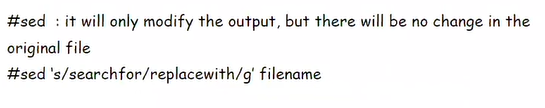 #sed : it will only modify the output, but there will be no change in the
original file
#sed 's/searchfor/replacewith/g' filename